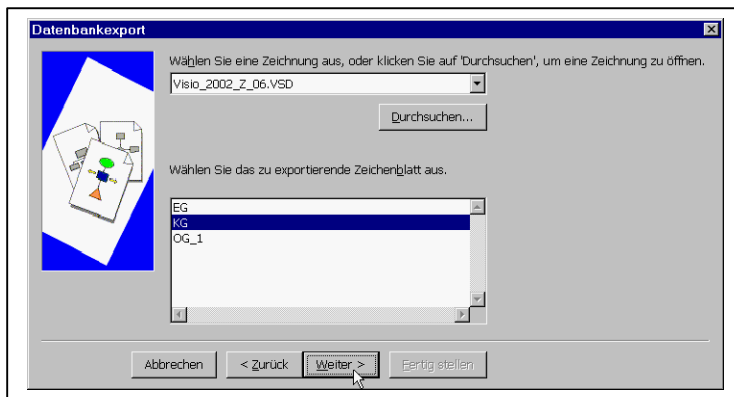 Datenbankexport
Wählen Sie eine Zeichnung aus, oder klicken Sie auf 'Durchsuchen', um eine Zeichnung zu öffnen.
Visio_2002_Z_06.VSD
Durchsuchen...
Wählen Sie das zu exportierende Zeichenblatt aus.
EG
KG
OG_1
Abbrechen
< Zurück
Weiter >
Fertig stellen